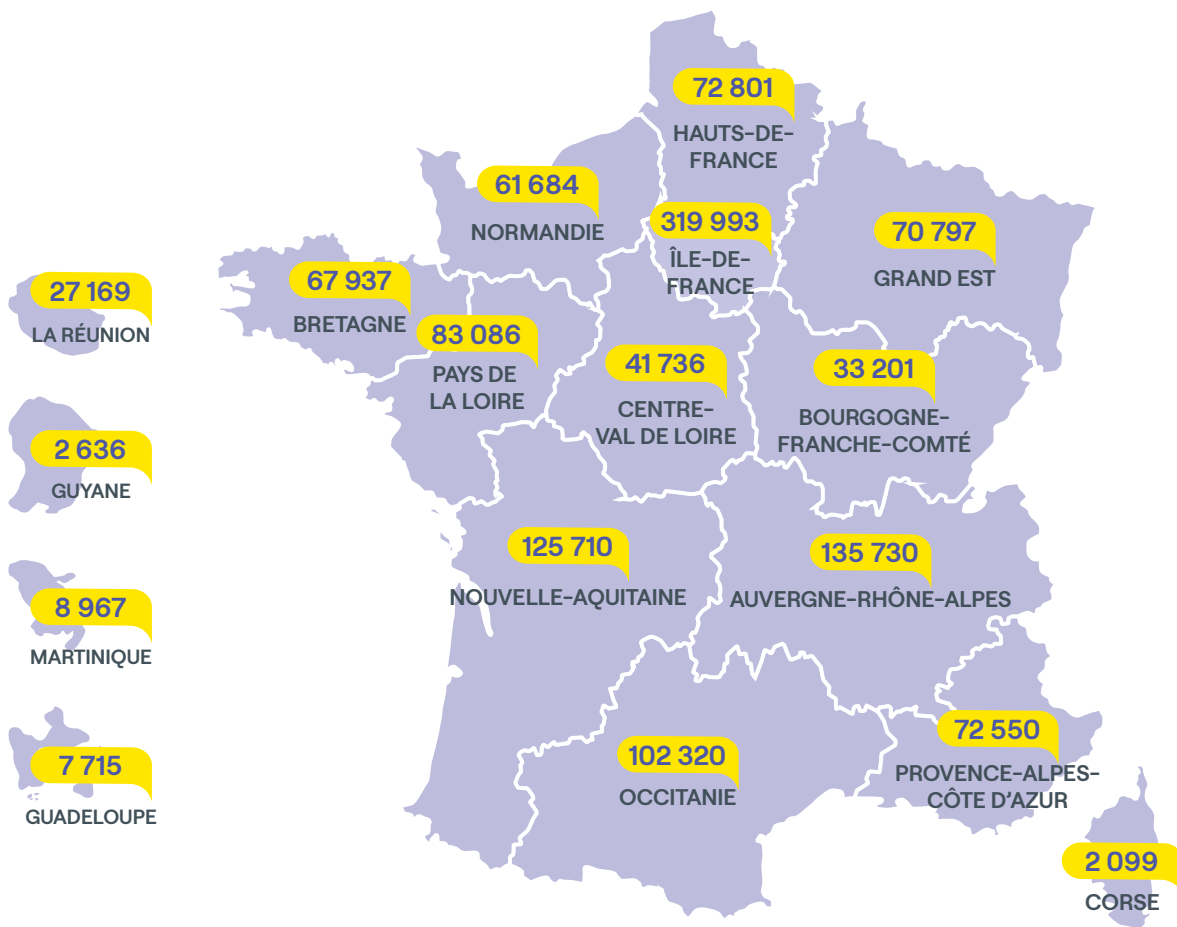 72 801
HAUTS-DE-
FRANCE
61 684
NORMANDIE
319 993
ÎLE-DE-
FRANCE
70 797
GRAND EST
67 937
BRETAGNE
83 086
PAYS DE
LA LOIRE
41 736
CENTRE-
VAL DE LOIRE
33 201
BOURGOGNE-
FRANCHE-COMTÉ
27 169
LA RÉUNION
2 636
GUYANE
125 710
NOUVELLE-AQUITAINE
135 730
AUVERGNE-RHÔNE-ALPES
8 967
MARTINIQUE
7 715
GUADELOUPE
102 320
OCCITANIE
72 550
PROVENCE-ALPES-
CÔTE D'AZUR
2 099
CORSE